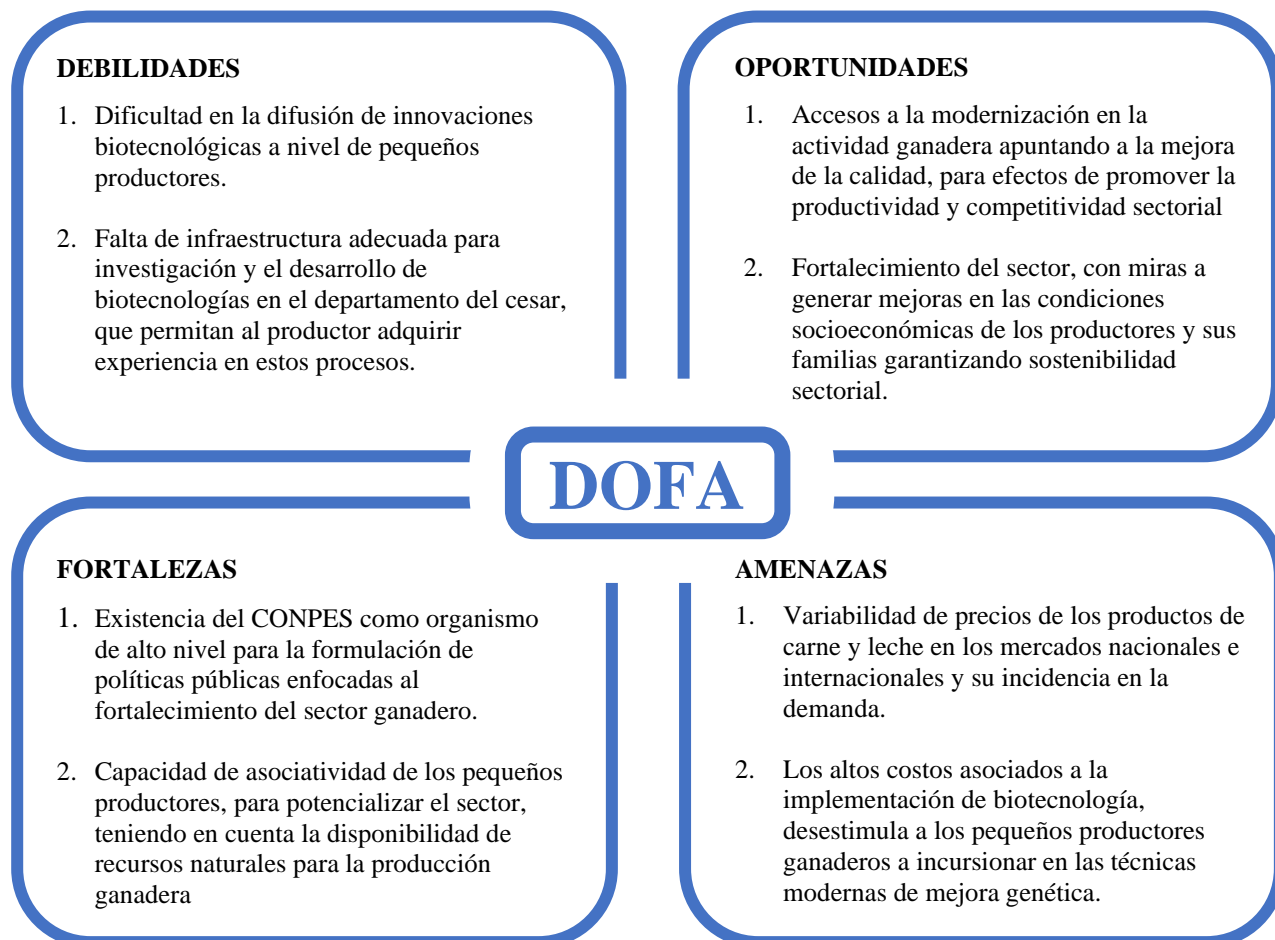 DEBILIDADES
1. Dificultad en la difusión de innovaciones
biotecnológicas a nivel de pequeños
productores.
2. Falta de infraestructura adecuada para
investigación y el desarrollo de
biotecnologías en el departamento del cesar,
que permitan al productor adquirir
experiencia en estos procesos.
OPORTUNIDADES
1. Accesos a la modernización en la
actividad ganadera apuntando a la mejora
de la calidad, para efectos de promover la
productividad y competitividad sectorial
2. Fortalecimiento del sector, con miras a
generar mejoras en las condiciones
socioeconómicas de los productores y sus
familias garantizando sostenibilidad
sectorial.
DOFA
FORTALEZAS
1. Existencia del CONPES como organismo
de alto nivel para la formulación de
políticas públicas enfocadas al
fortalecimiento del sector ganadero.
2. Capacidad de asociatividad de los pequeños
productores, para potencializar el sector,
teniendo en cuenta la disponibilidad de
recursos naturales para la producción
ganadera
AMENAZAS
1. Variabilidad de precios de los productos de
carne y leche en los mercados nacionales e
internacionales y su incidencia en la
demanda.
2. Los altos costos asociados a la
implementación de biotecnología,
desestimula a los pequeños productores
ganaderos a incursionar en las técnicas
modernas de mejora genética.